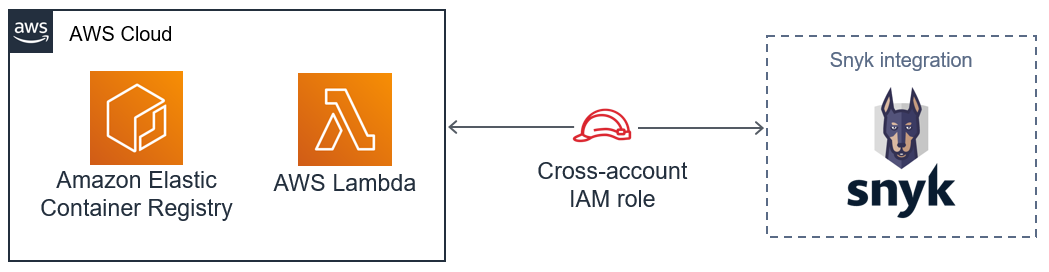 aws
AWS Cloud
Amazon Elastic
Container Registry
AWS Lambda
Cross-account
IAM role
Snyk integration
snyk